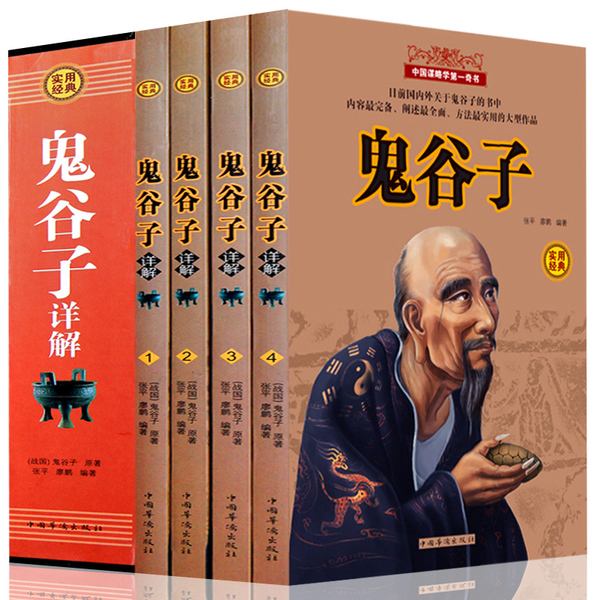 实用
经典
鬼谷子
详解
(战国) 鬼谷子 原著
张平 廖鹏 编著
中国华侨出版社
实用
经典
鬼谷子
详解
1
(战国) 鬼谷子 原著
张平 廖鹏 编著
中国华侨出版社
实用
经典
鬼谷子
详解
2
(战国) 鬼谷子 原著
张平 廖鹏 编著
中国华侨出版社
实用
经典
鬼谷子
详解
3
(战国) 鬼谷子 原著
张平 廖鹏 编著
中国华侨出版社
实用
经典
鬼谷子
详解
4
(战国) 鬼谷子 原著
张平 廖鹏 编著
中国华侨出版社
中国谋略学第一奇书
目前国内外关于鬼谷子的书中
内容最完备、阐述最全面、方法最实用的大型作品
鬼谷子
张平 廖鹏 编著
实用
经典
中国华侨出版社